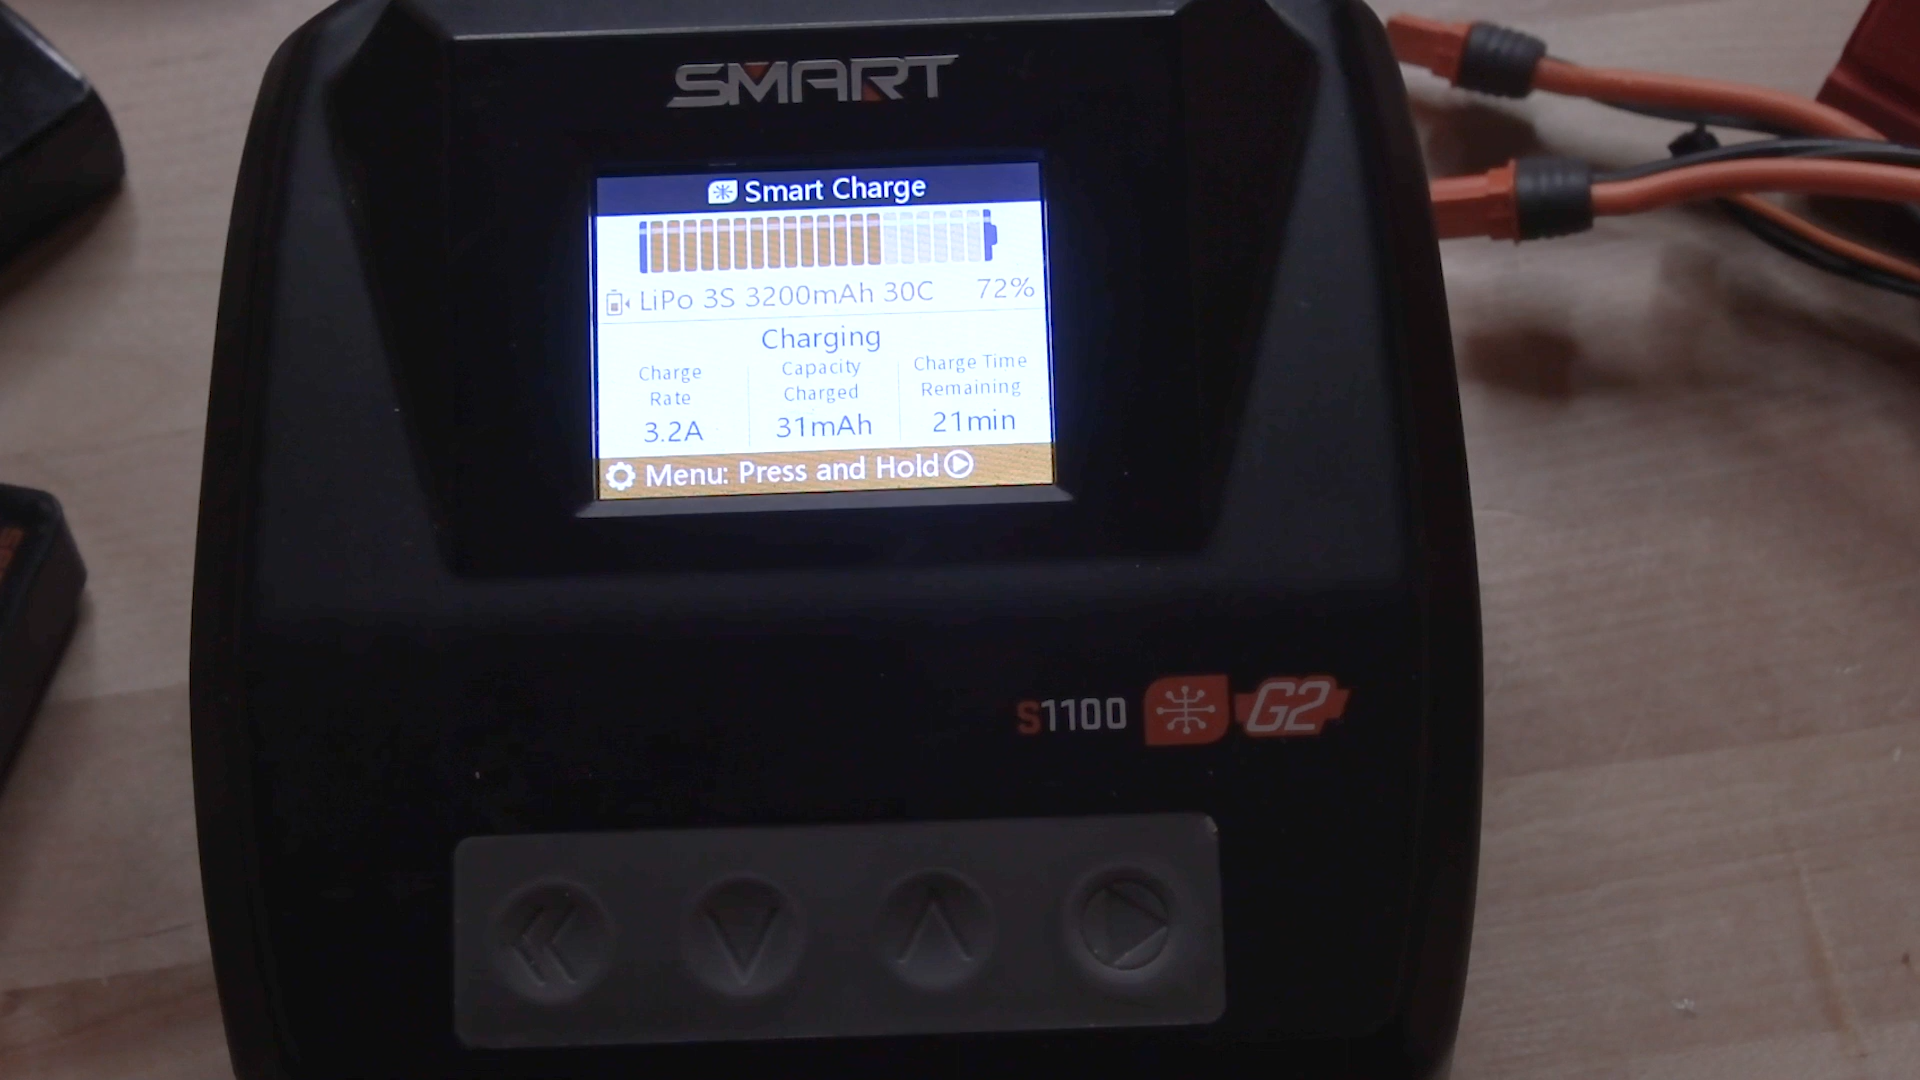 SMART
Smart Charge
LiPo 3S 3200mAh 30C 72%
Charging
Charge Rate
3.2A
Capacity Charged
31mAh
Charge Time Remaining
21min
Menu: Press and Hold
S1100 G2